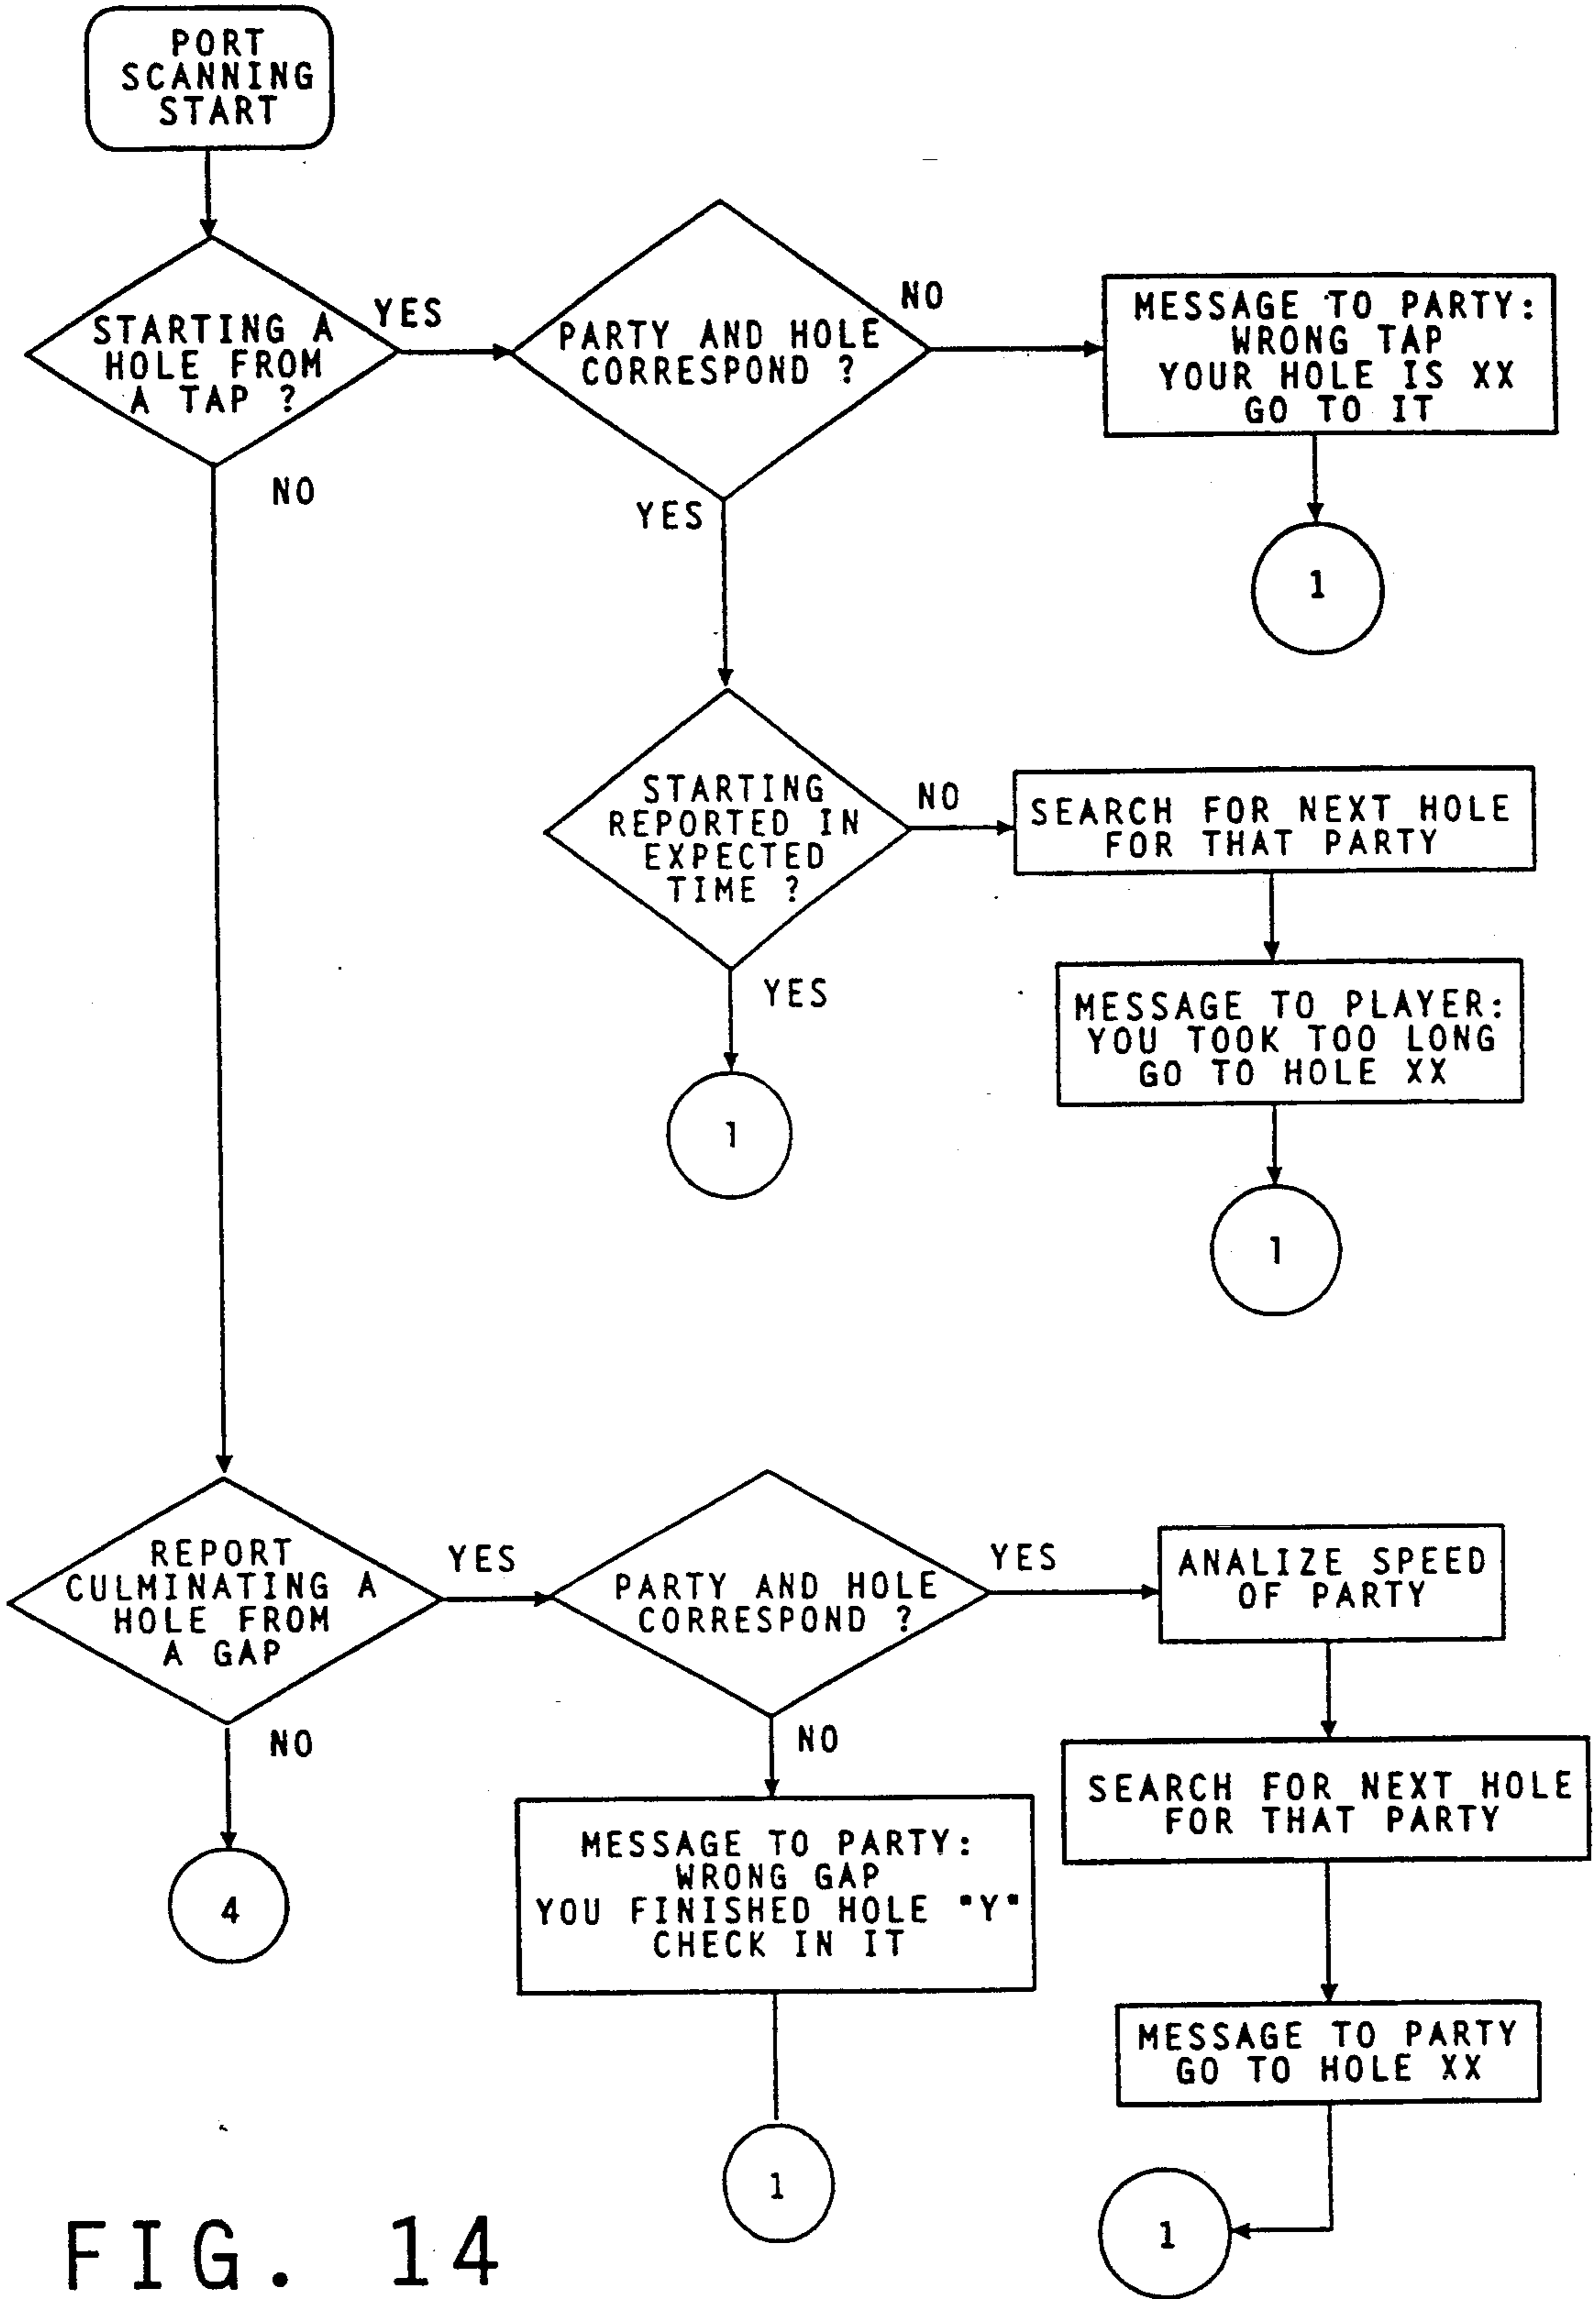 PORT
SCANNING
START
STARTING A
HOLE FROM
A TAP ?
YES
NO
PARTY AND HOLE
CORRESPOND ?
NO
YES
MESSAGE TO PARTY:
WRONG TAP
YOUR HOLE IS XX
GO TO IT
1
STARTING
REPORTED IN
EXPECTED
TIME ?
NO
YES
SEARCH FOR NEXT HOLE
FOR THAT PARTY
MESSAGE TO PLAYER:
YOU TOOK TOO LONG
GO TO HOLE XX
1
1
REPORT
CULMINATING A
HOLE FROM
A GAP
YES
NO
4
PARTY AND HOLE
CORRESPOND ?
YES
NO
ANALIZE SPEED
OF PARTY
SEARCH FOR NEXT HOLE
FOR THAT PARTY
MESSAGE TO PARTY:
WRONG GAP
YOU FINISHED HOLE "Y"
CHECK IN IT
MESSAGE TO PARTY
GO TO HOLE XX
1
1
FIG. 14